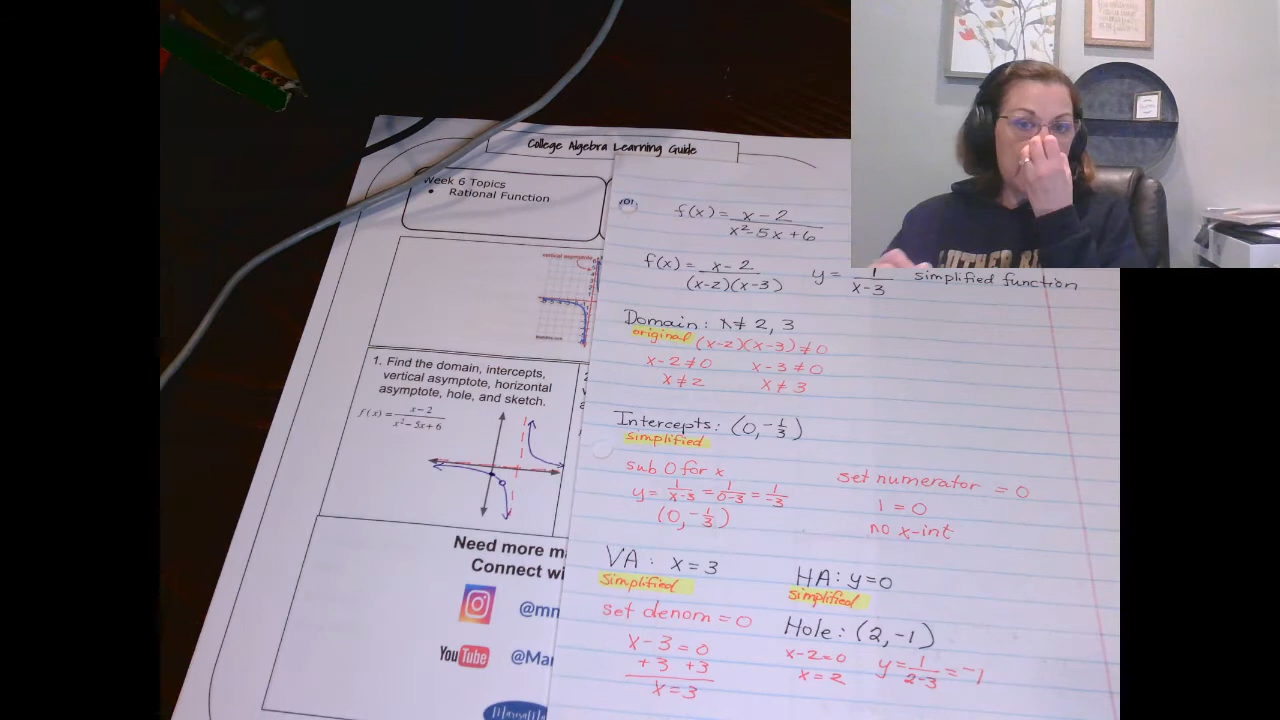 College Algebra Learning Guide
Week 6 Topics
• Rational Function
1. Find the domain, intercepts,
vertical asymptote, horizontal
asymptote, hole, and sketch.
f(x) = x-2 / x²-5x+6
Need more m
Connect wi
@mn
YouTube @Mar
f(x) = x-2 / x²-5x+6
f(x) = x-2 / (x-2)(x-3) y = 1 / x-3 simplified function
Domain: x≠2, 3
original (x-2)(x-3)≠0
x-2≠0 x-3≠0
x≠2 x≠3
Intercepts: (0, -1/3)
simplified
sub 0 for x
y = 1/x-3 = 1/0-3 = 1/-3
(0, -1/3)
set numerator = 0
1 = 0
no x-int
VA: x=3
simplified
set denom = 0
x-3=0
+3 +3
x=3
HA: y=0
simplified
Hole: (2,-1)
x-2=0 y = 1/2-3 = -1
x=2